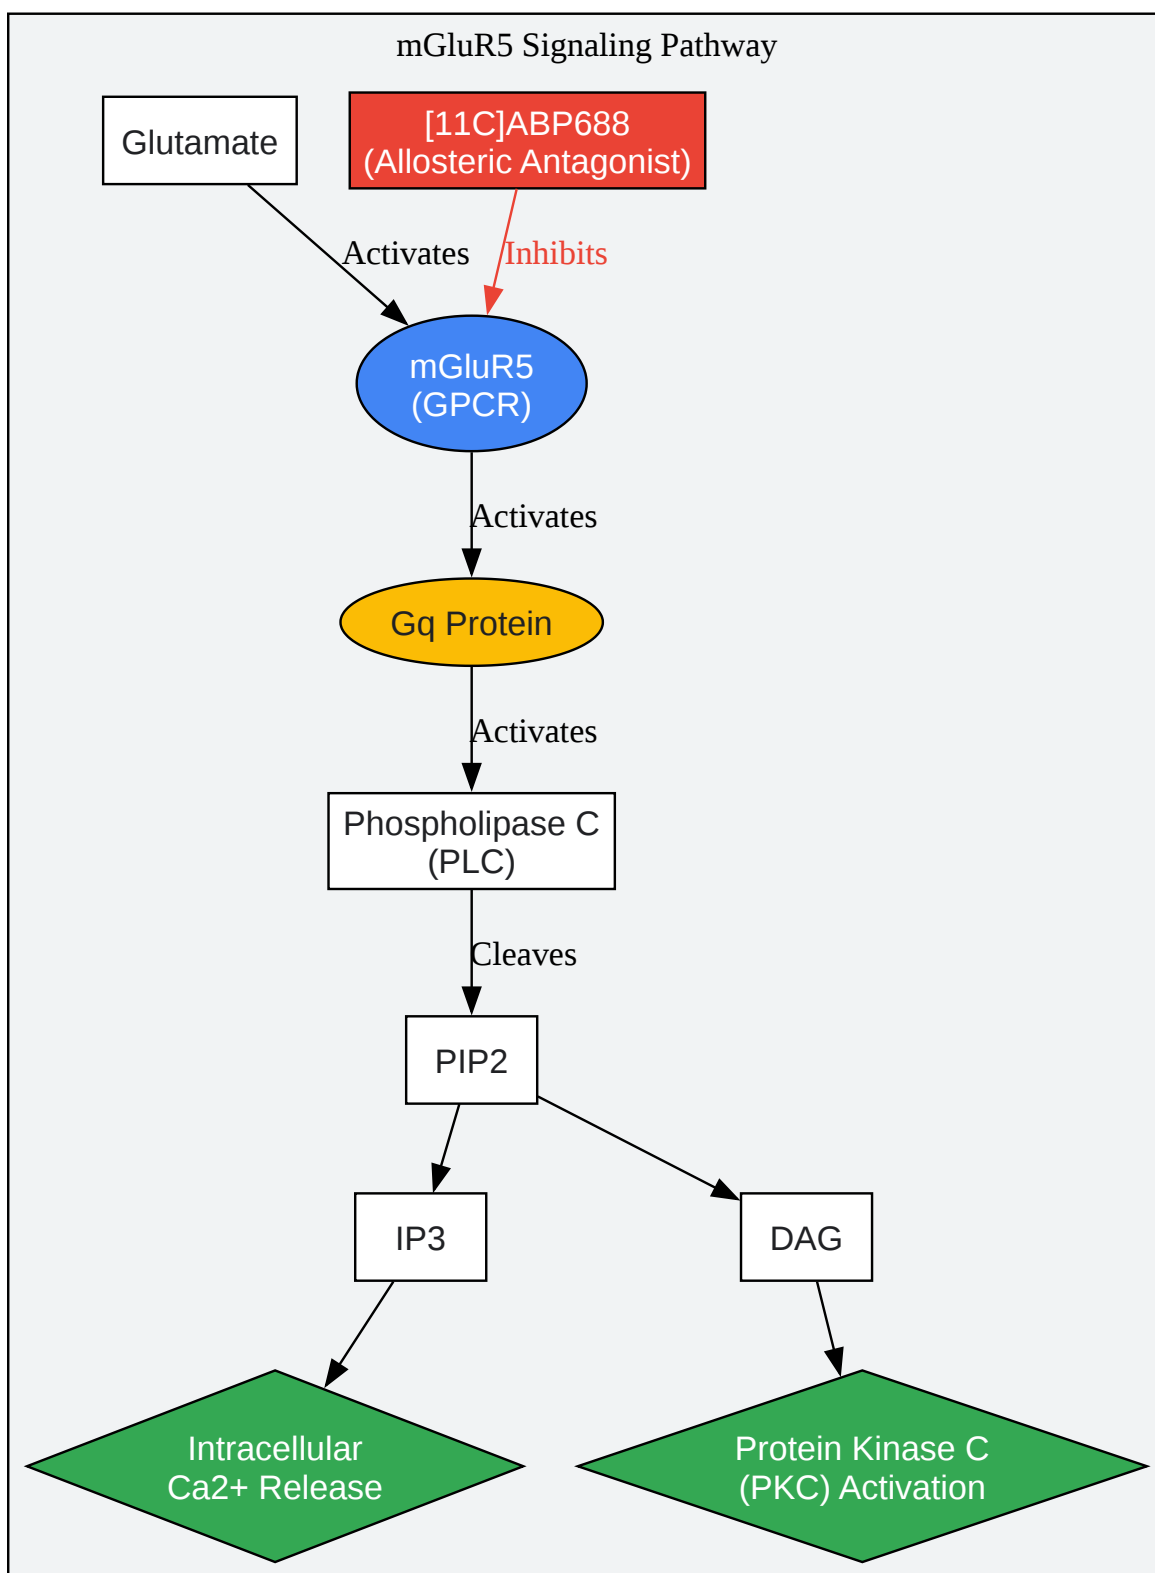 mGluR5 Signaling Pathway
Glutamate
[11C]ABP688
(Allosteric Antagonist)
Activates
Inhibits
mGluR5
(GPCR)
Activates
Gq Protein
Activates
Phospholipase C
(PLC)
Cleaves
PIP2
IP3
DAG
Intracellular
Ca2+ Release
Protein Kinase C
(PKC) Activation